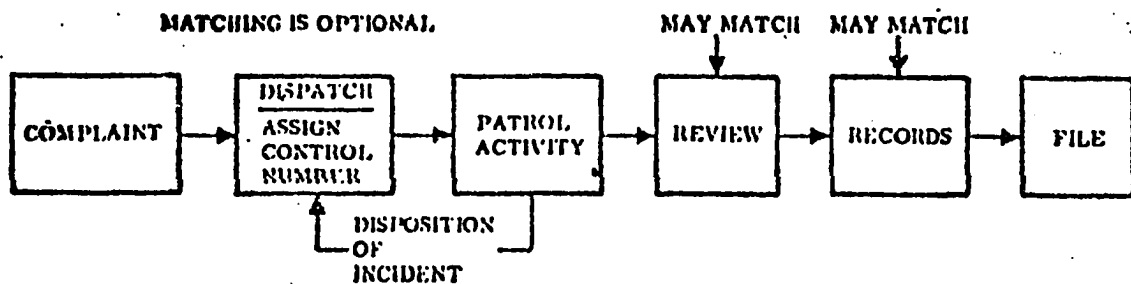 MATCHING IS OPTIONAL
MAY MATCH
MAY MATCH
COMPLAINT
DISPATCH
ASSIGN
CONTROL
NUMBER
PATROL
ACTIVITY
REVIEW
RECORDS
FILE
DISPOSITION
OF
INCIDENT